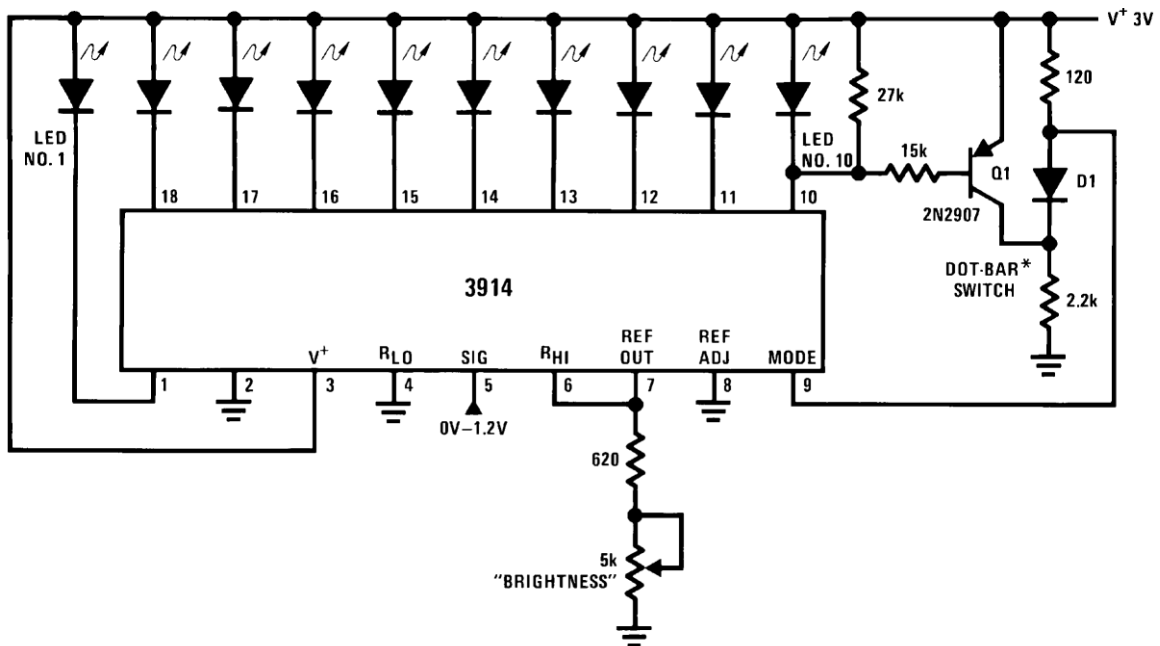 V+ 3V
120
27k
LED
NO. 1
LED
NO. 10
15k
Q1
D1
2N2907
18 17 16 15 14 13 12 11 10
DOT-BAR*
SWITCH
2.2k
3914
V+ RLO SIG RHI REF OUT REF ADJ MODE
1 2 3 4 5 6 7 8 9
0V–1.2V
620
5k
"BRIGHTNESS"